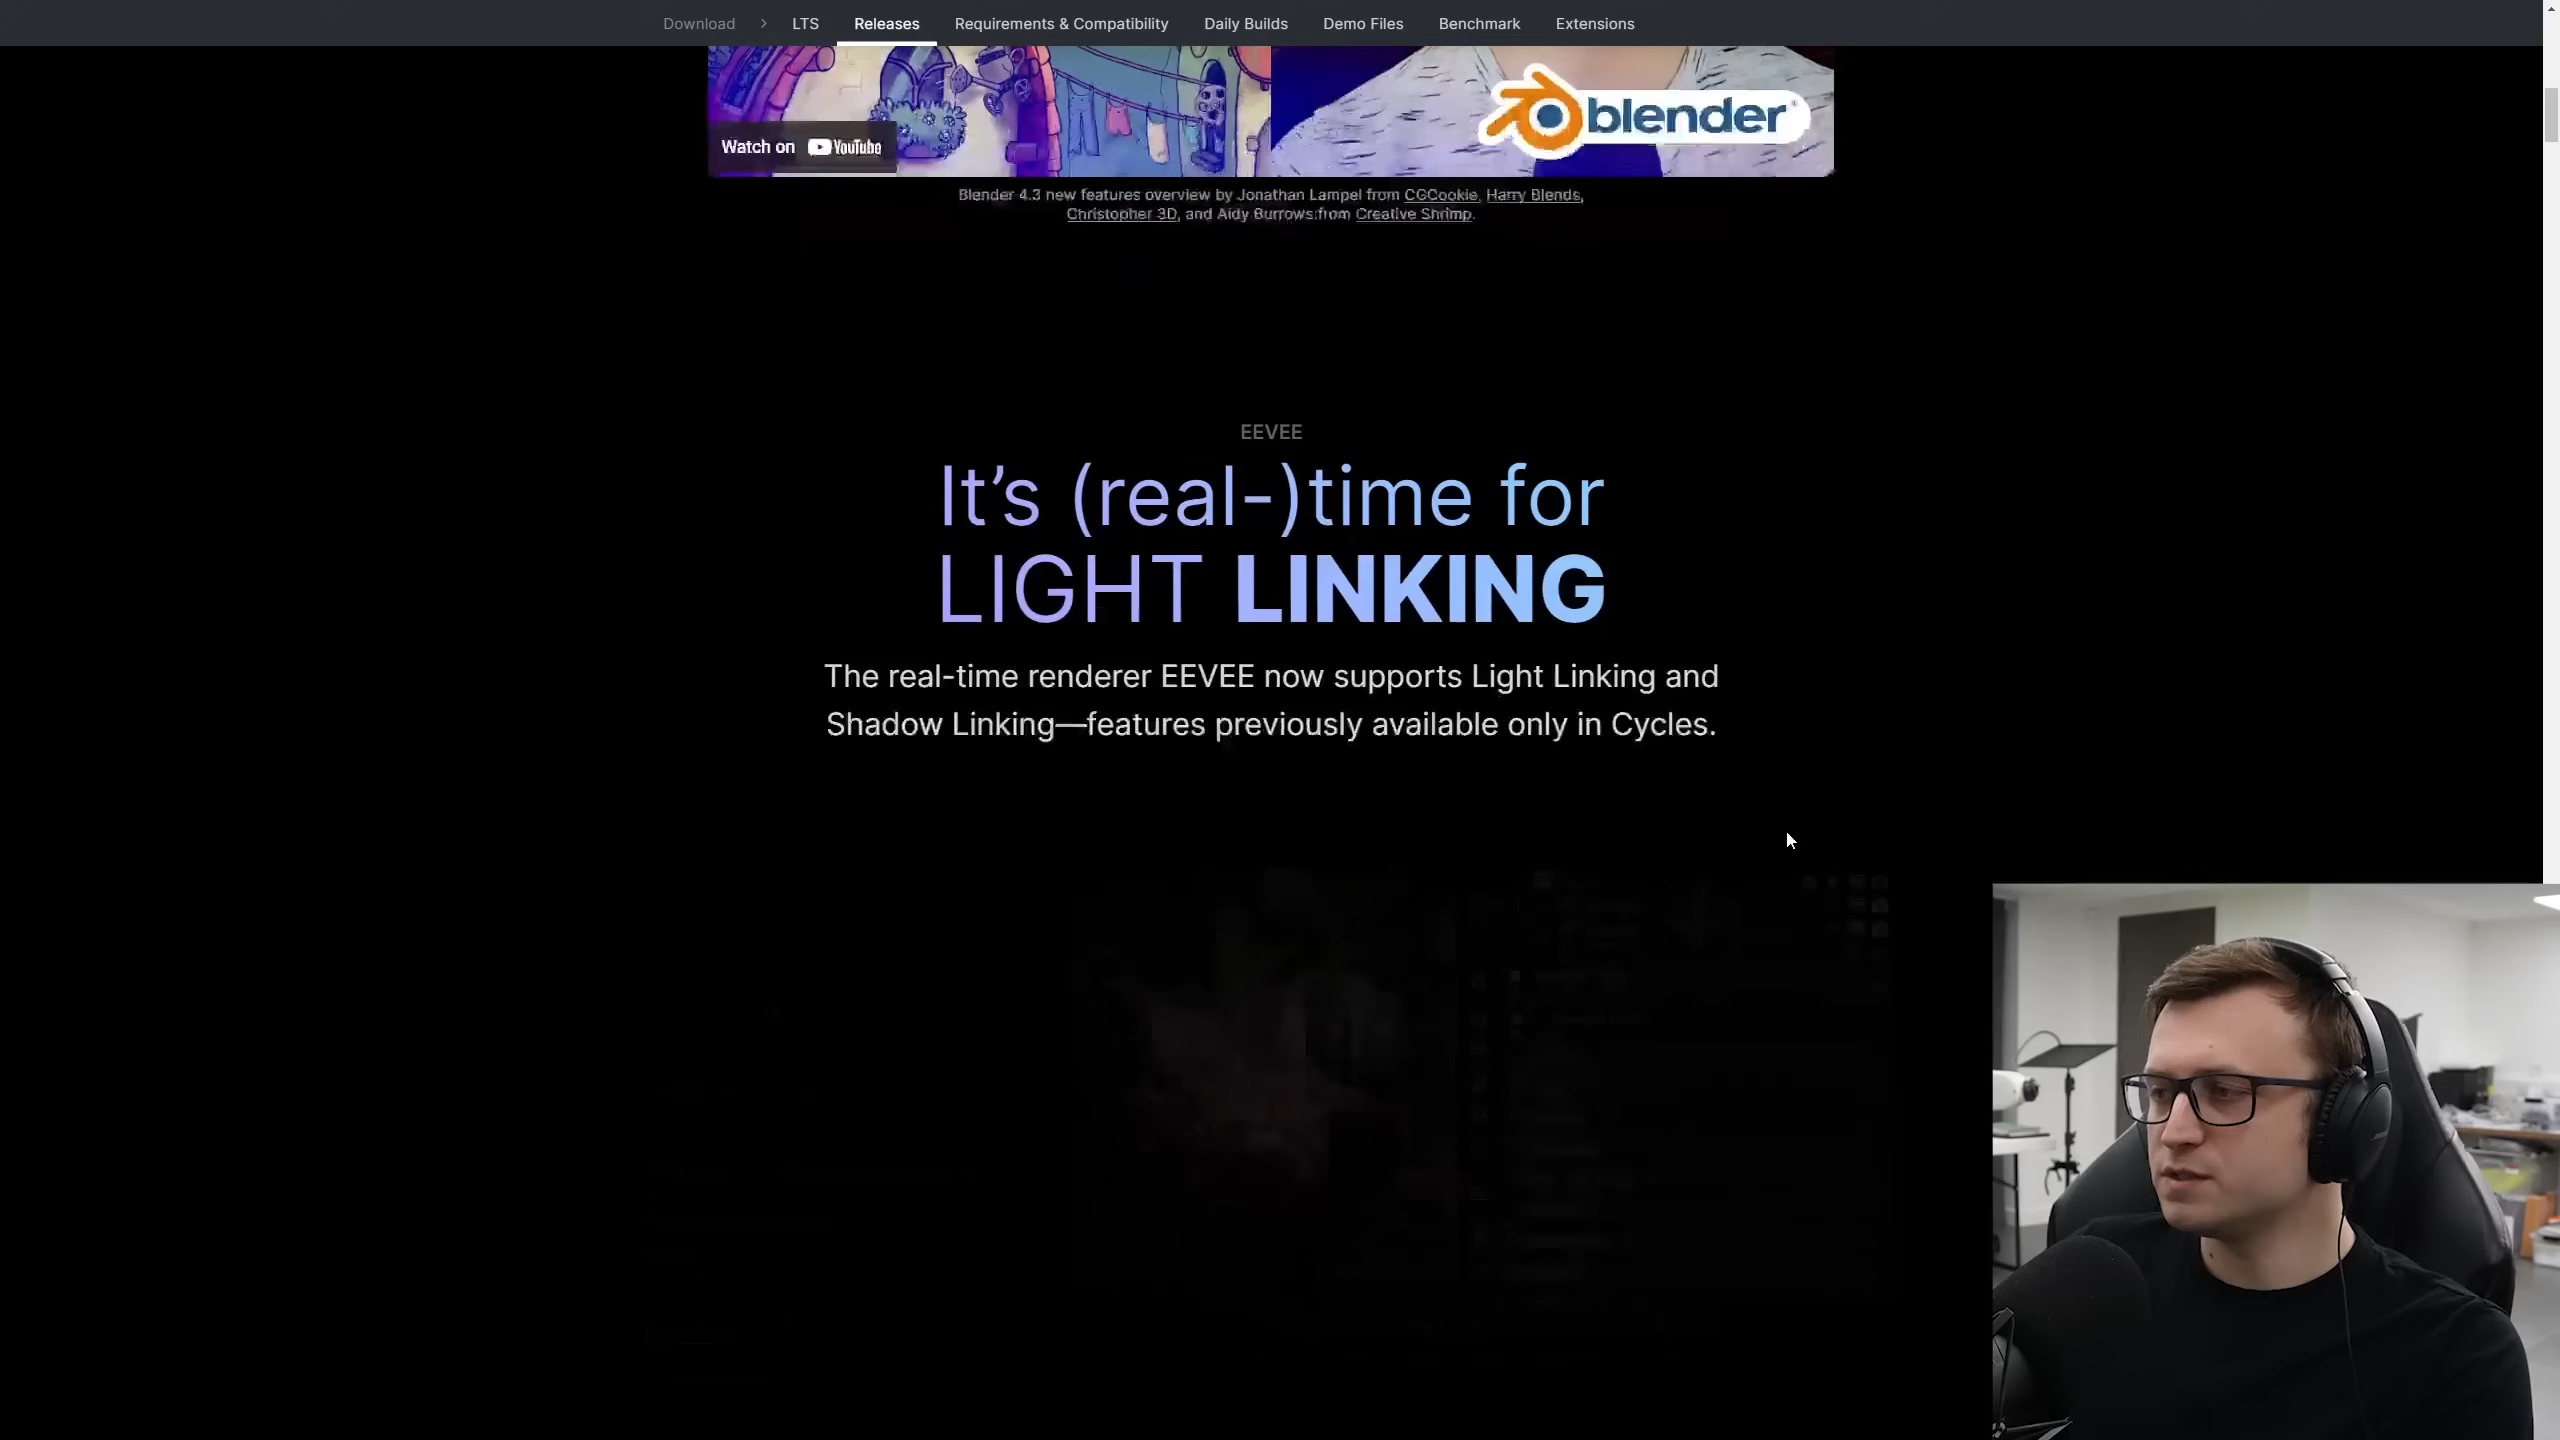 Download > LTS Releases Requirements & Compatibility Daily Builds Demo Files Benchmark Extensions
Watch on YouTube
blender
Blender 4.3 new features overview by Jonathan Lampel from CGCookie, Harry Blends,
Christopher 3D, and Aidy Burrows from Creative Shrimp.
EEVEE
It’s (real-)time for
LIGHT LINKING
The real-time renderer EEVEE now supports Light Linking and
Shadow Linking—features previously available only in Cycles.